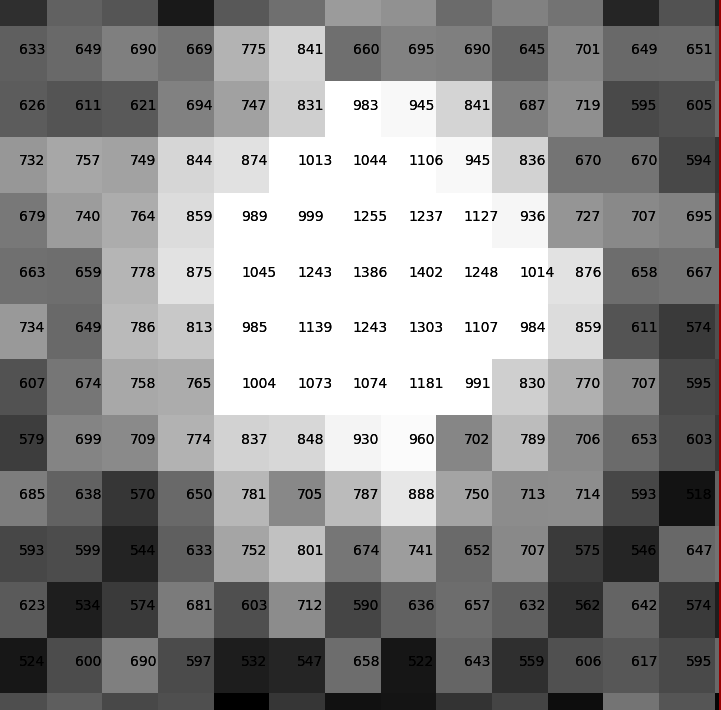 633 649 690 669 775 841 660 695 690 645 701 649 651
626 611 621 694 747 831 983 945 841 687 719 595 605
732 757 749 844 874 1013 1044 1106 945 836 670 670 594
679 740 764 859 989 999 1255 1237 1127 936 727 707 695
663 659 778 875 1045 1243 1386 1402 1248 1014 876 658 667
734 649 786 813 985 1139 1243 1303 1107 984 859 611 574
607 674 758 765 1004 1073 1074 1181 991 830 770 707 595
579 699 709 774 837 848 930 960 702 789 706 653 603
685 638 570 650 781 705 787 888 750 713 714 593 518
593 599 544 633 752 801 674 741 652 707 575 546 647
623 534 574 681 603 712 590 636 657 632 562 642 574
524 600 690 597 532 547 658 522 643 559 606 617 595